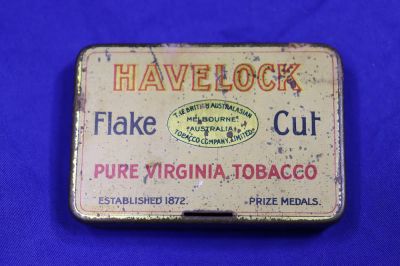 HAVELOCK
Flake Cut
THE BRITISH AUSTRALASIAN
MELBOURNE
AUSTRALIA
TOBACCO COMPANY, LIMITED.
PURE VIRGINIA TOBACCO
ESTABLISHED 1872. PRIZE MEDALS.